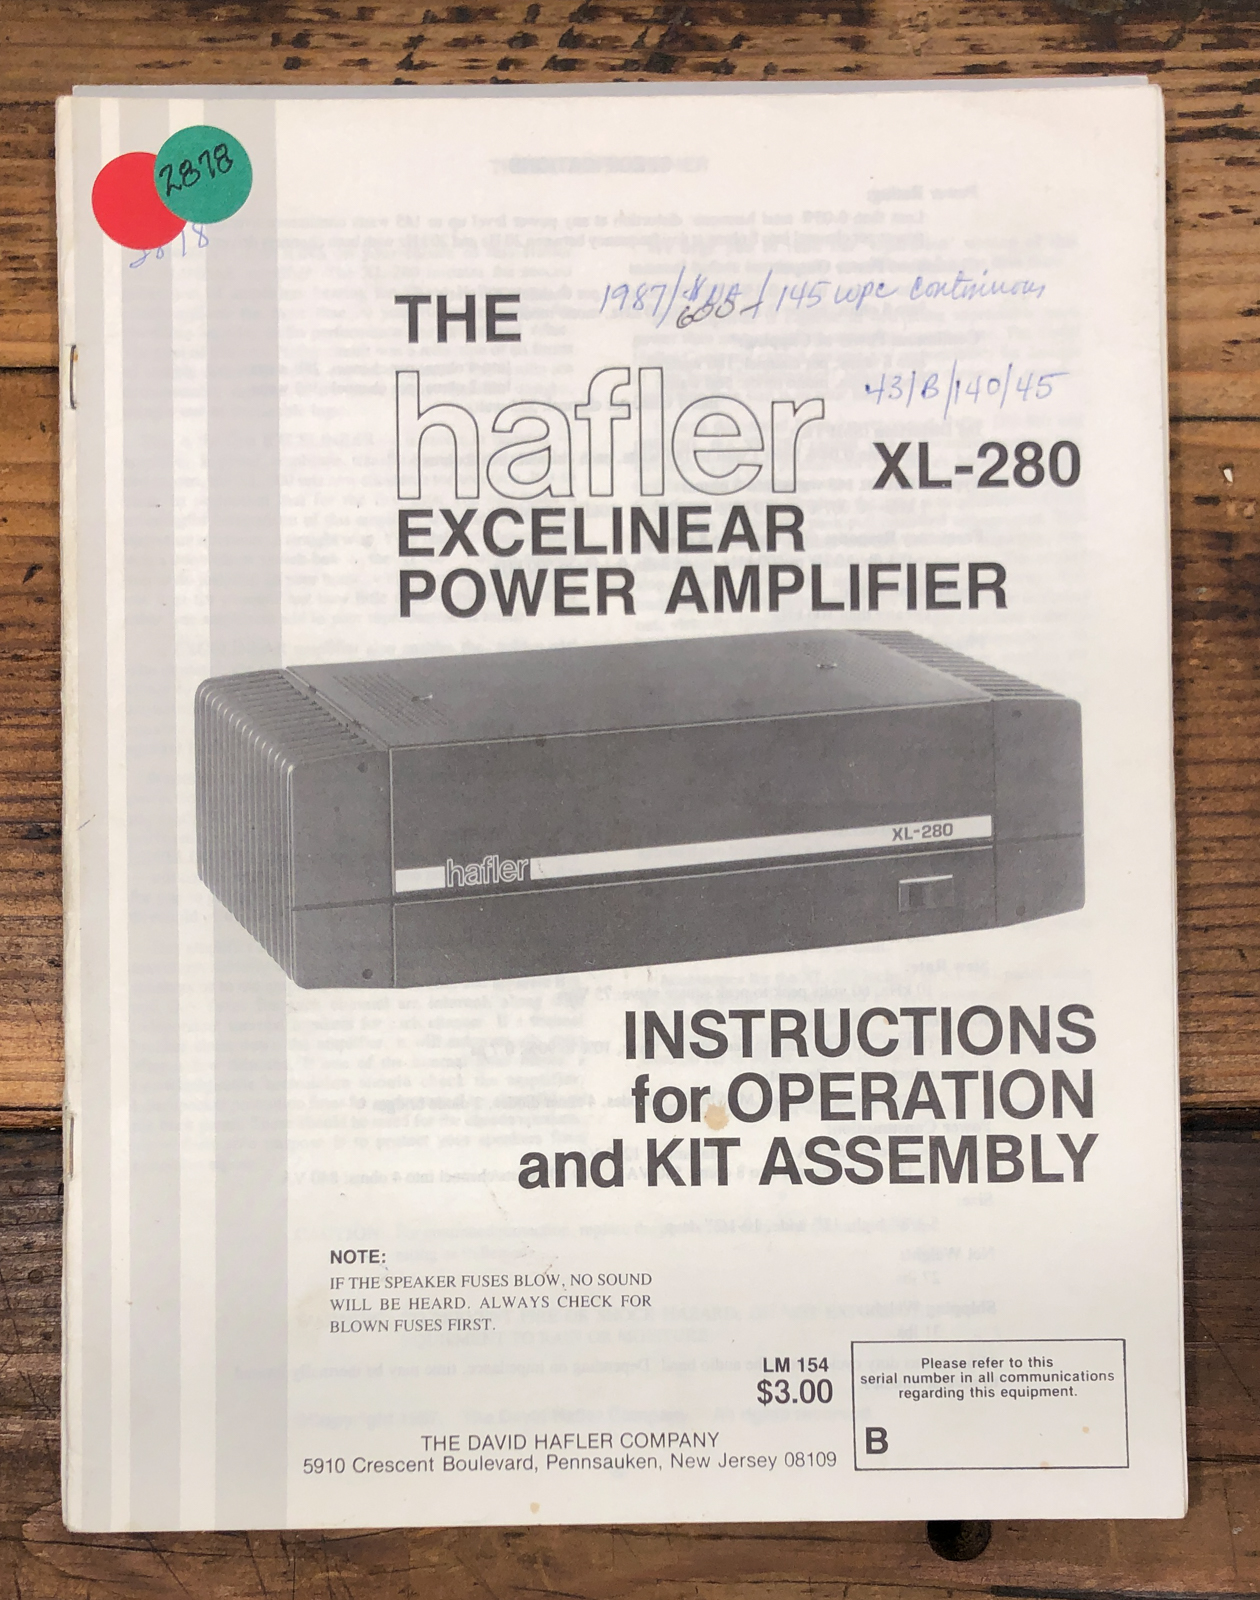 2878
THE
1987/ 145 wpc continuous
hafler
43/B/140/45
XL-280
EXCELINEAR
POWER AMPLIFIER
XL-280
hafler
INSTRUCTIONS
for OPERATION
and KIT ASSEMBLY
NOTE:
IF THE SPEAKER FUSES BLOW, NO SOUND
WILL BE HEARD. ALWAYS CHECK FOR
BLOWN FUSES FIRST.
LM 154
$3.00
Please refer to this
serial number in all communications
regarding this equipment.
B
THE DAVID HAFLER COMPANY
5910 Crescent Boulevard, Pennsauken, New Jersey 08109